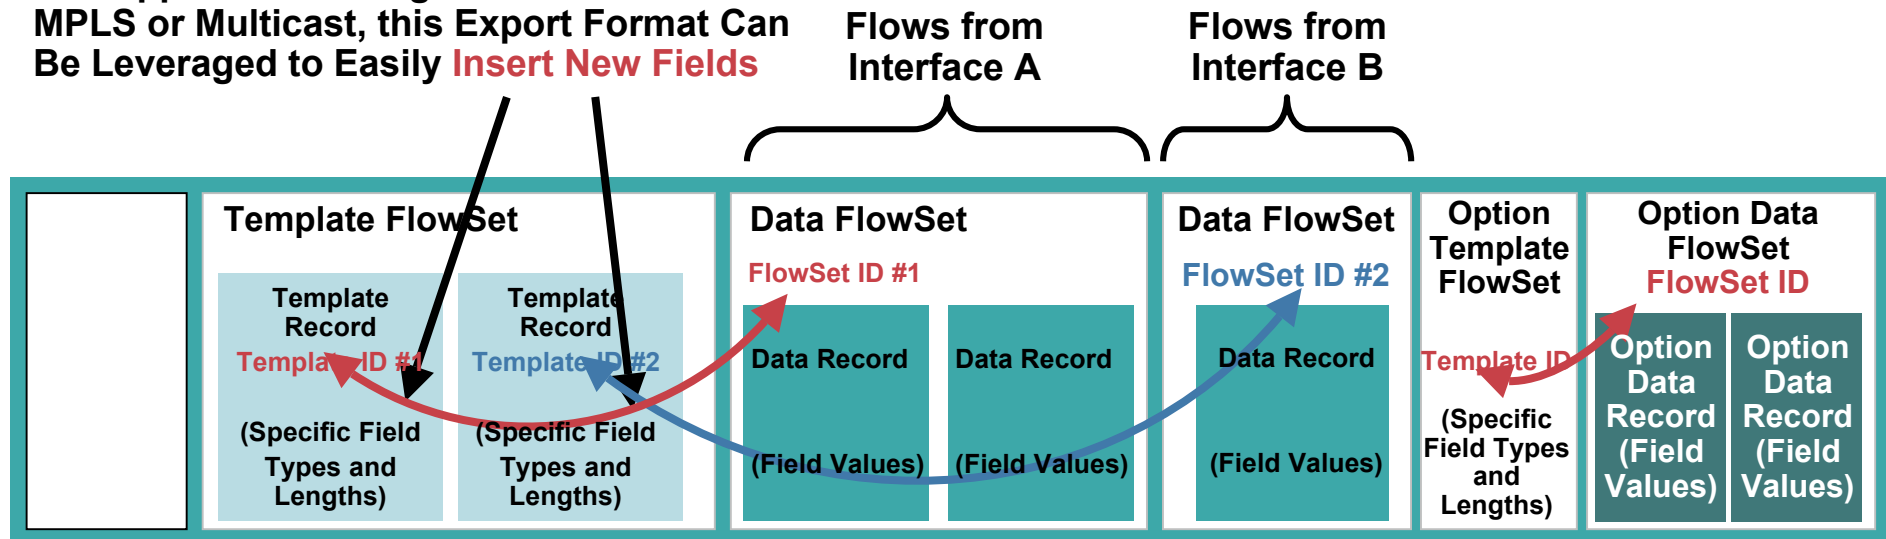 MPLS or Multicast, this Export Format Can
Be Leveraged to Easily Insert New Fields
Flows from
Interface A
Flows from
Interface B
Template FlowSet
Template
Record
Template ID #1
(Specific Field
Types and
Lengths)
Template
Record
Template ID #2
(Specific Field
Types and
Lengths)
Data FlowSet
FlowSet ID #1
Data Record
(Field Values)
Data Record
(Field Values)
Data FlowSet
FlowSet ID #2
Data Record
(Field Values)
Option
Template
FlowSet
Template ID
(Specific
Field Types
and
Lengths)
Option Data
FlowSet
FlowSet ID
Option
Data
Record
(Field
Values)
Option
Data
Record
(Field
Values)